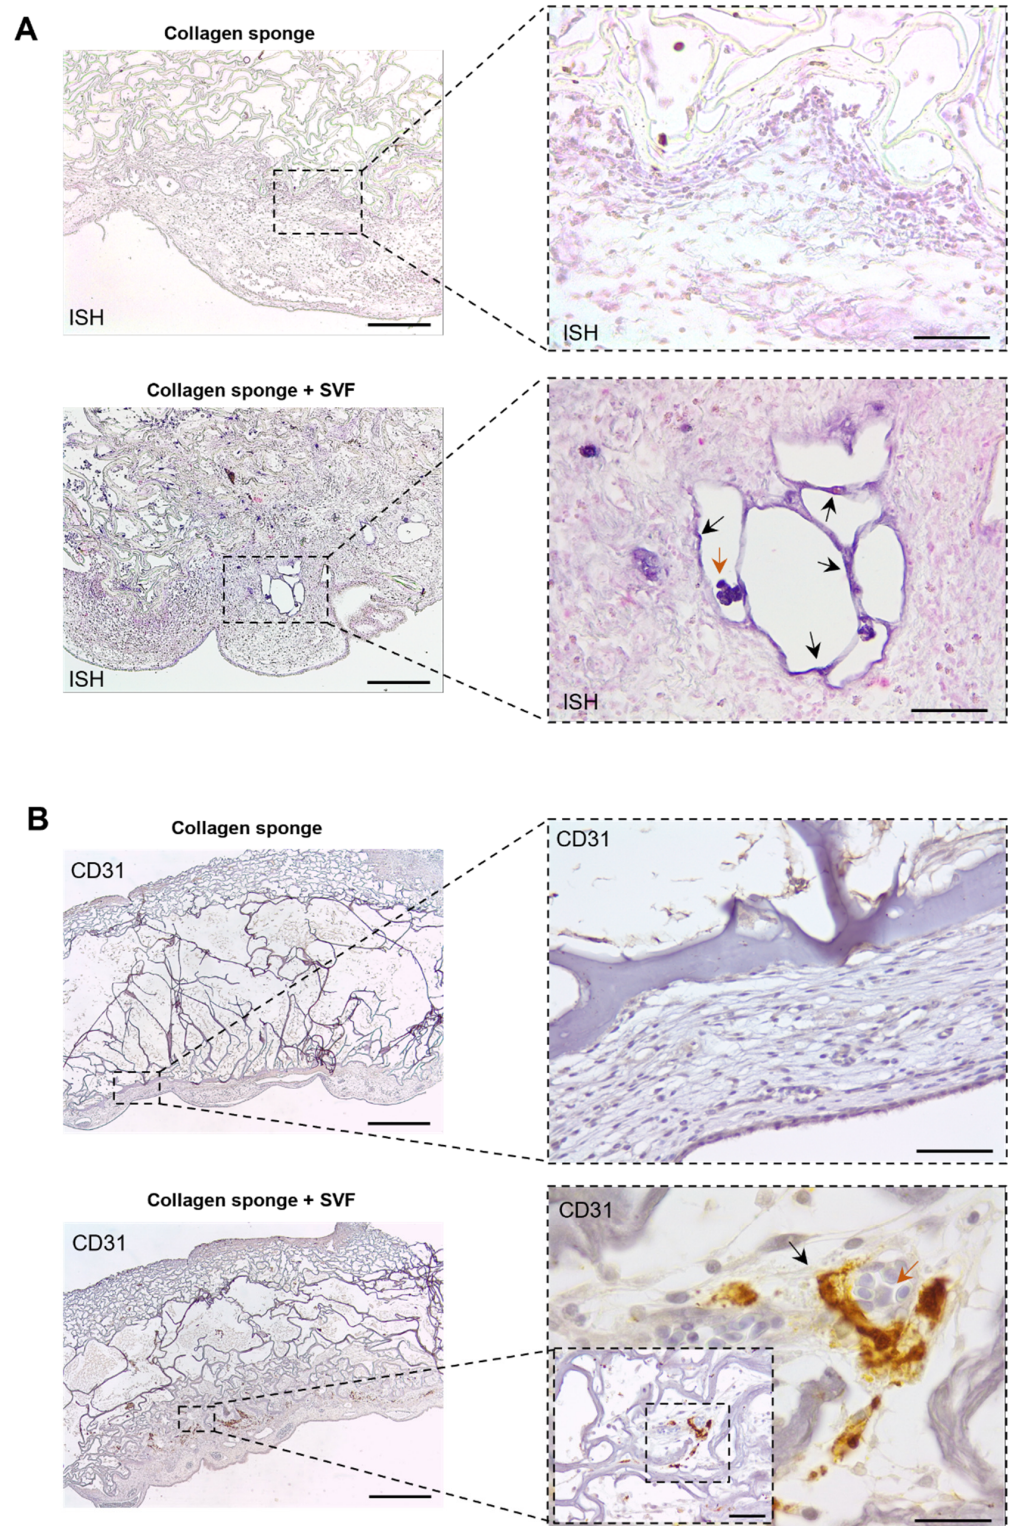 A
Collagen sponge
ISH
ISH
Collagen sponge + SVF
ISH
ISH
B
Collagen sponge
CD31
CD31
Collagen sponge + SVF
CD31
CD31